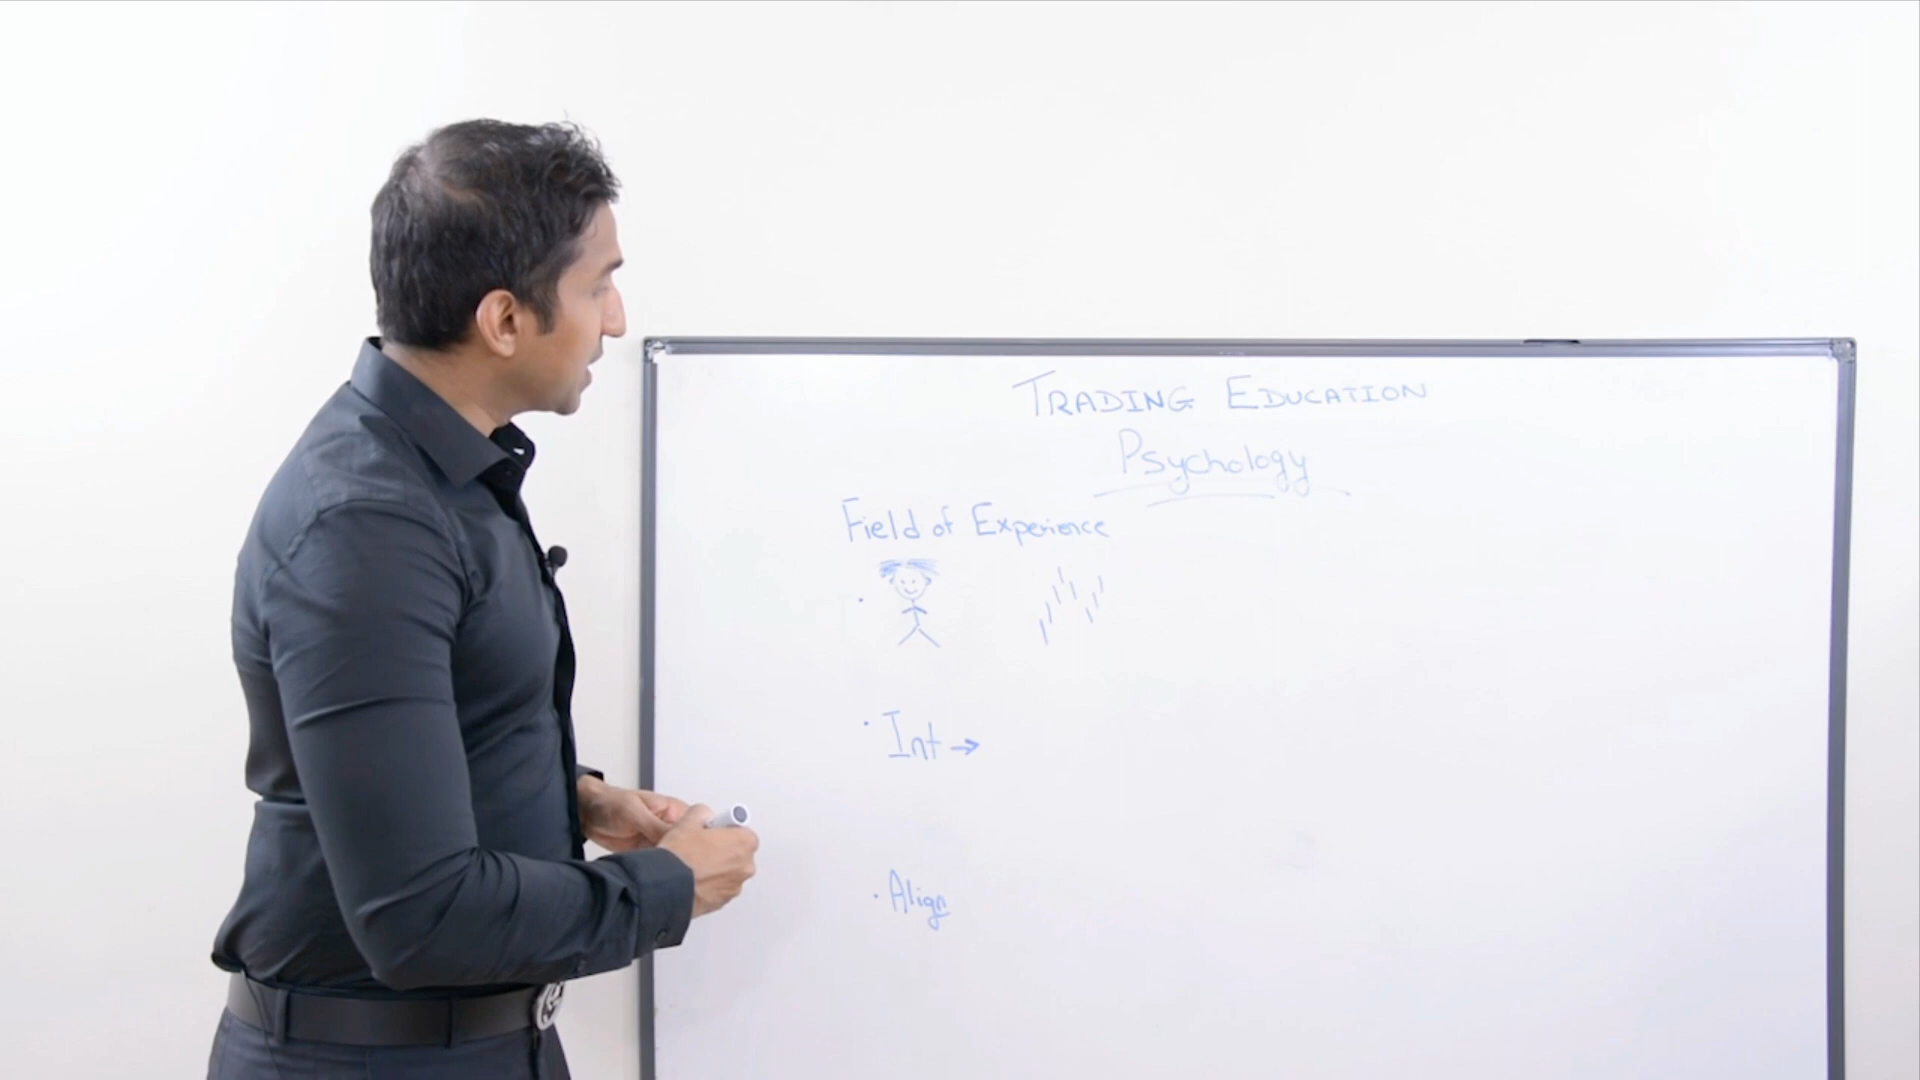 TRADING EDUCATION
Psychology
Field of Experience
· Int →
· Align